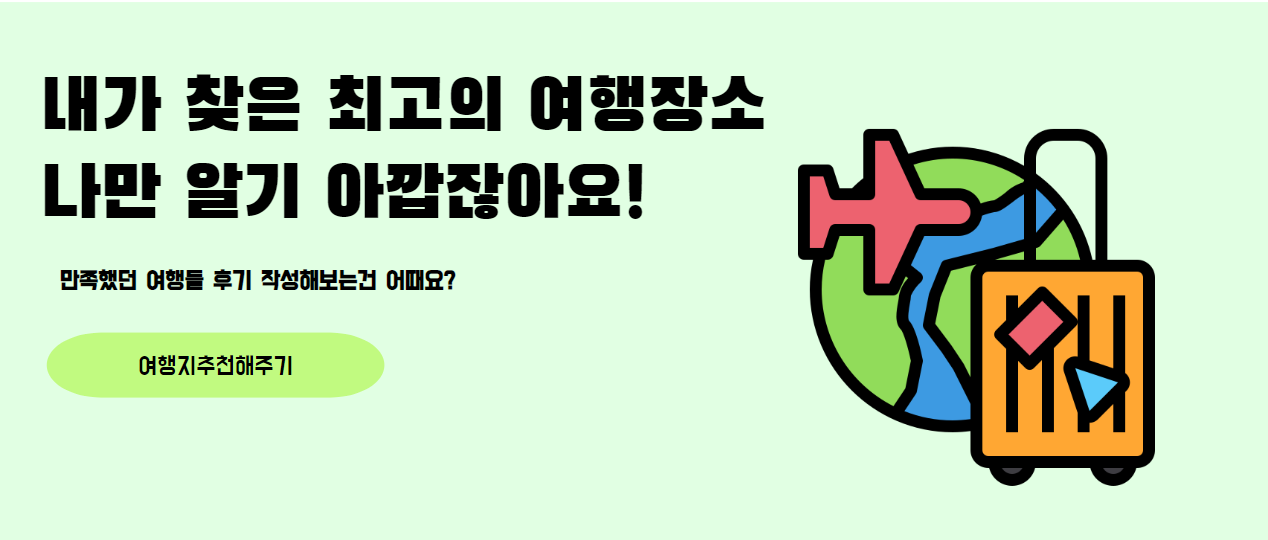 내가 찾은 최고의 여행장소
나만 알기 아깝잖아요!
만족했던 여행들 후기 작성해보는건 어때요?
여행지추천해주기